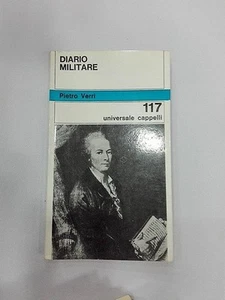 DIARIO
MILITARE
Pietro Verri
117
universale cappelli